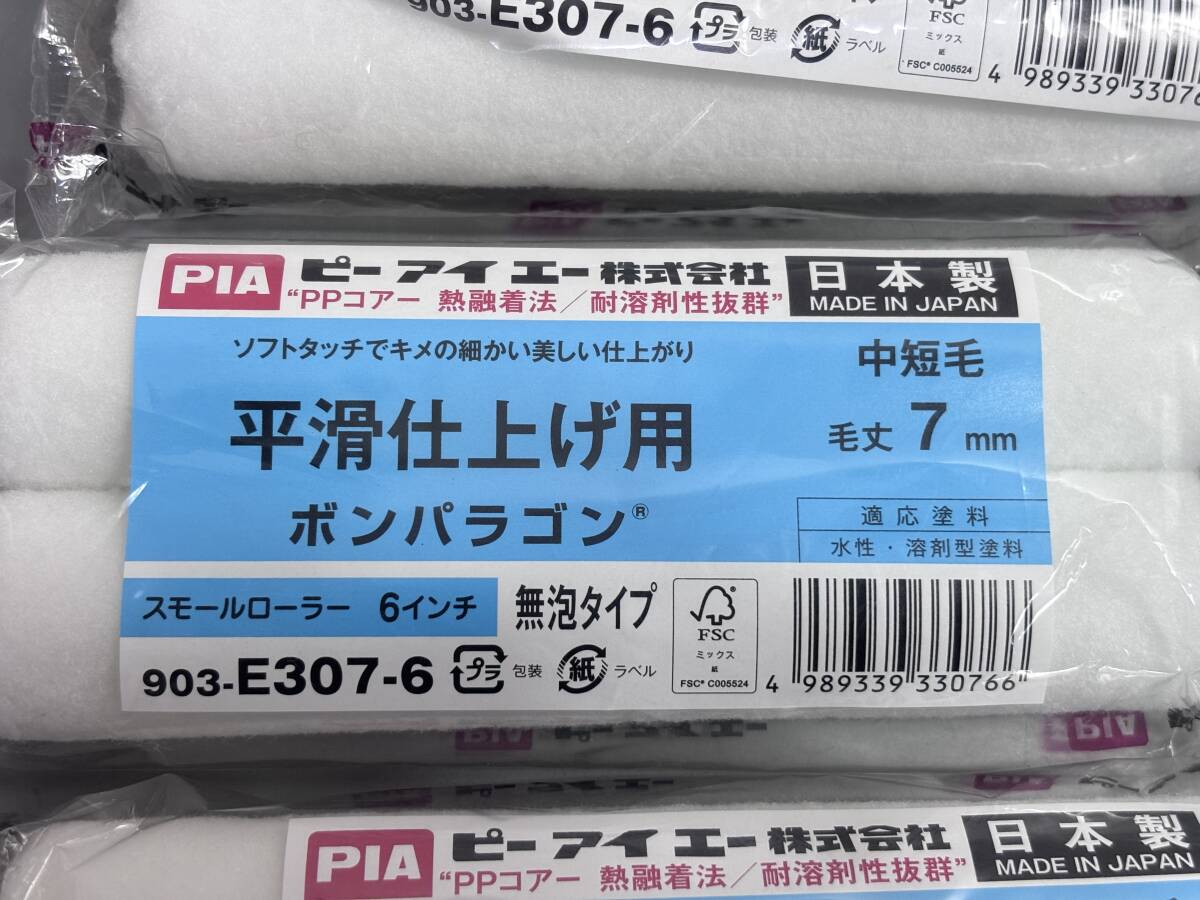 903-E307-6 プラ 包装 紙 ラベル
FSC
ミックス
紙
FSC® C005524
4 989339 33076
PIA ピーアイエー株式会社
“PPコアー 熱融着法／耐溶剤性抜群”
日本製
MADE IN JAPAN
ソフトタッチでキメの細かい美しい仕上がり
平滑仕上げ用
ボンパラゴン®
中短毛
毛丈 7 mm
適応塗料
水性・溶剤型塗料
スモールローラー 6インチ
無泡タイプ
903-E307-6 プラ 包装 紙 ラベル
FSC
ミックス
紙
FSC® C005524
4 989339 330766
PIA ピーアイエー
PIA
PIA ピーアイエー株式会社
“PPコアー 熱融着法／耐溶剤性抜群”
日本製
MADE IN JAPAN